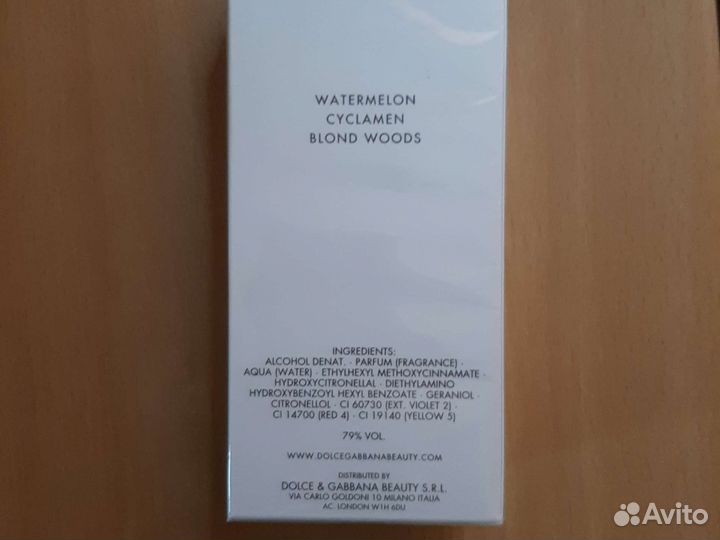 WATERMELON
CYCLAMEN
BLOND WOODS
INGREDIENTS:
ALCOHOL DENAT. · PARFUM (FRAGRANCE) ·
AQUA (WATER) · ETHYLHEXYL METHOXYCINNAMATE ·
HYDROXYCITRONELLAL · DIETHYLAMINO
HYDROXYBENZOYL HEXYL BENZOATE · GERANIOL ·
CITRONELLOL · CI 60730 (EXT. VIOLET 2) ·
CI 14700 (RED 4) · CI 19140 (YELLOW 5)
79% VOL.
WWW.DOLCEGABBANABEAUTY.COM
DISTRIBUTED BY
DOLCE & GABBANA BEAUTY S.R.L.
VIA CARLO GOLDONI 10 MILANO ITALIA
AC. LONDON W1H 6DU
Avito